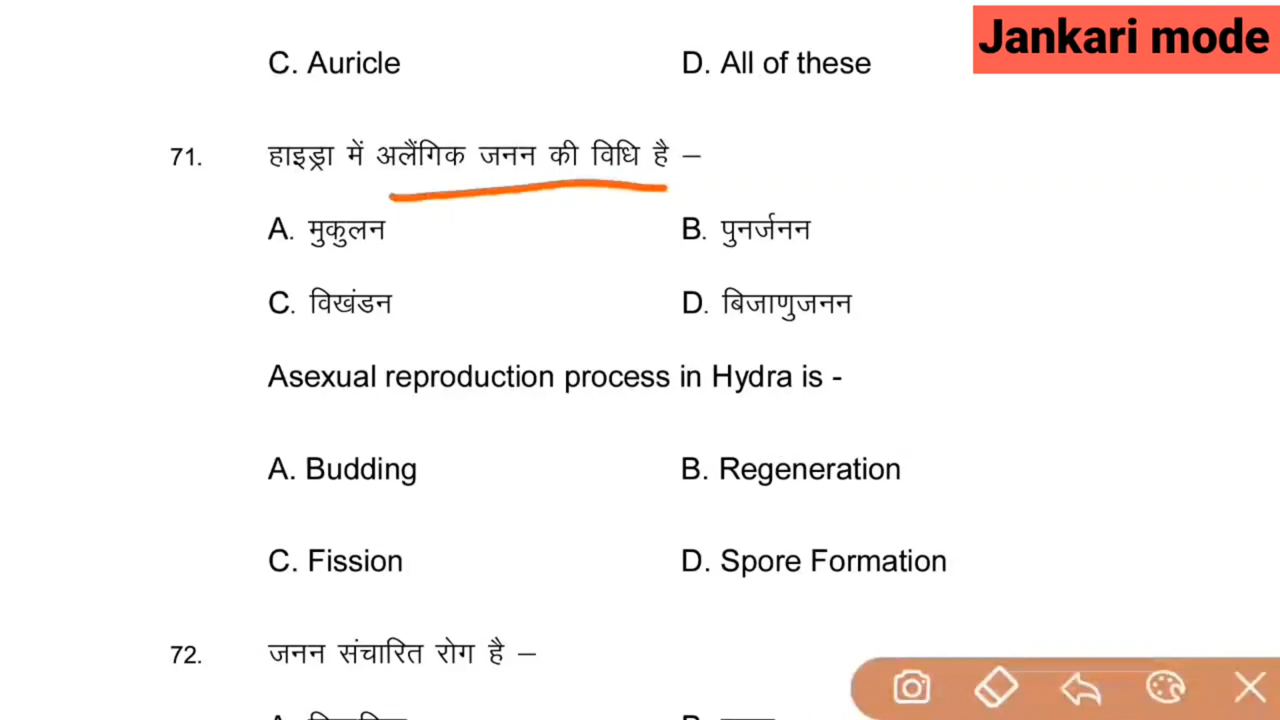 Jankari mode
C. Auricle D. All of these
71. हाइड्रा में अलैंगिक जनन की विधि है –
A. मुकुलन B. पुनर्जनन
C. विखंडन D. बिजाणुजनन
Asexual reproduction process in Hydra is -
A. Budding B. Regeneration
C. Fission D. Spore Formation
72. जनन संचारित रोग है –